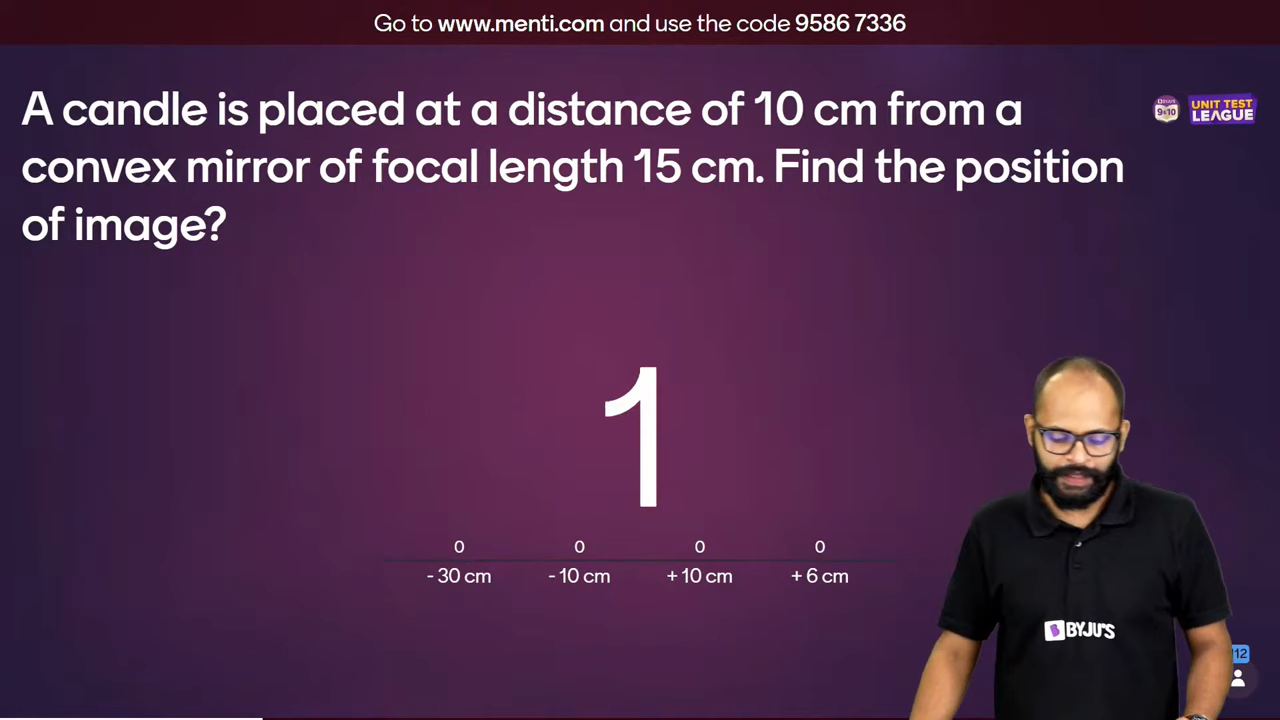 Go to www.menti.com and use the code 9586 7336
A candle is placed at a distance of 10 cm from a
convex mirror of focal length 15 cm. Find the position
of image?
UNIT TEST
LEAGUE
9&10
1
0 0 0 0
- 30 cm - 10 cm + 10 cm + 6 cm
BYJU'S
12